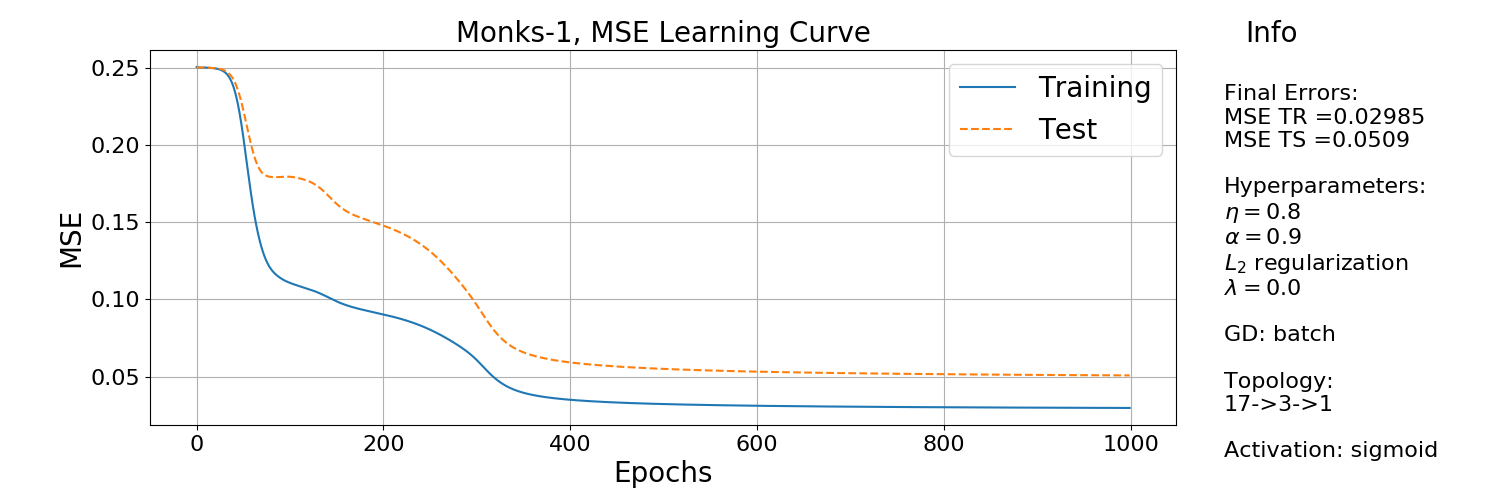 Monks-1, MSE Learning Curve
MSE
0.25
0.20
0.15
0.10
0.05
0
200
400
600
800
1000
Epochs
Training
Test
Info
Final Errors:
MSE TR =0.02985
MSE TS =0.0509
Hyperparameters:
η = 0.8
α = 0.9
L₂ regularization
λ = 0.0
GD: batch
Topology:
17->3->1
Activation: sigmoid